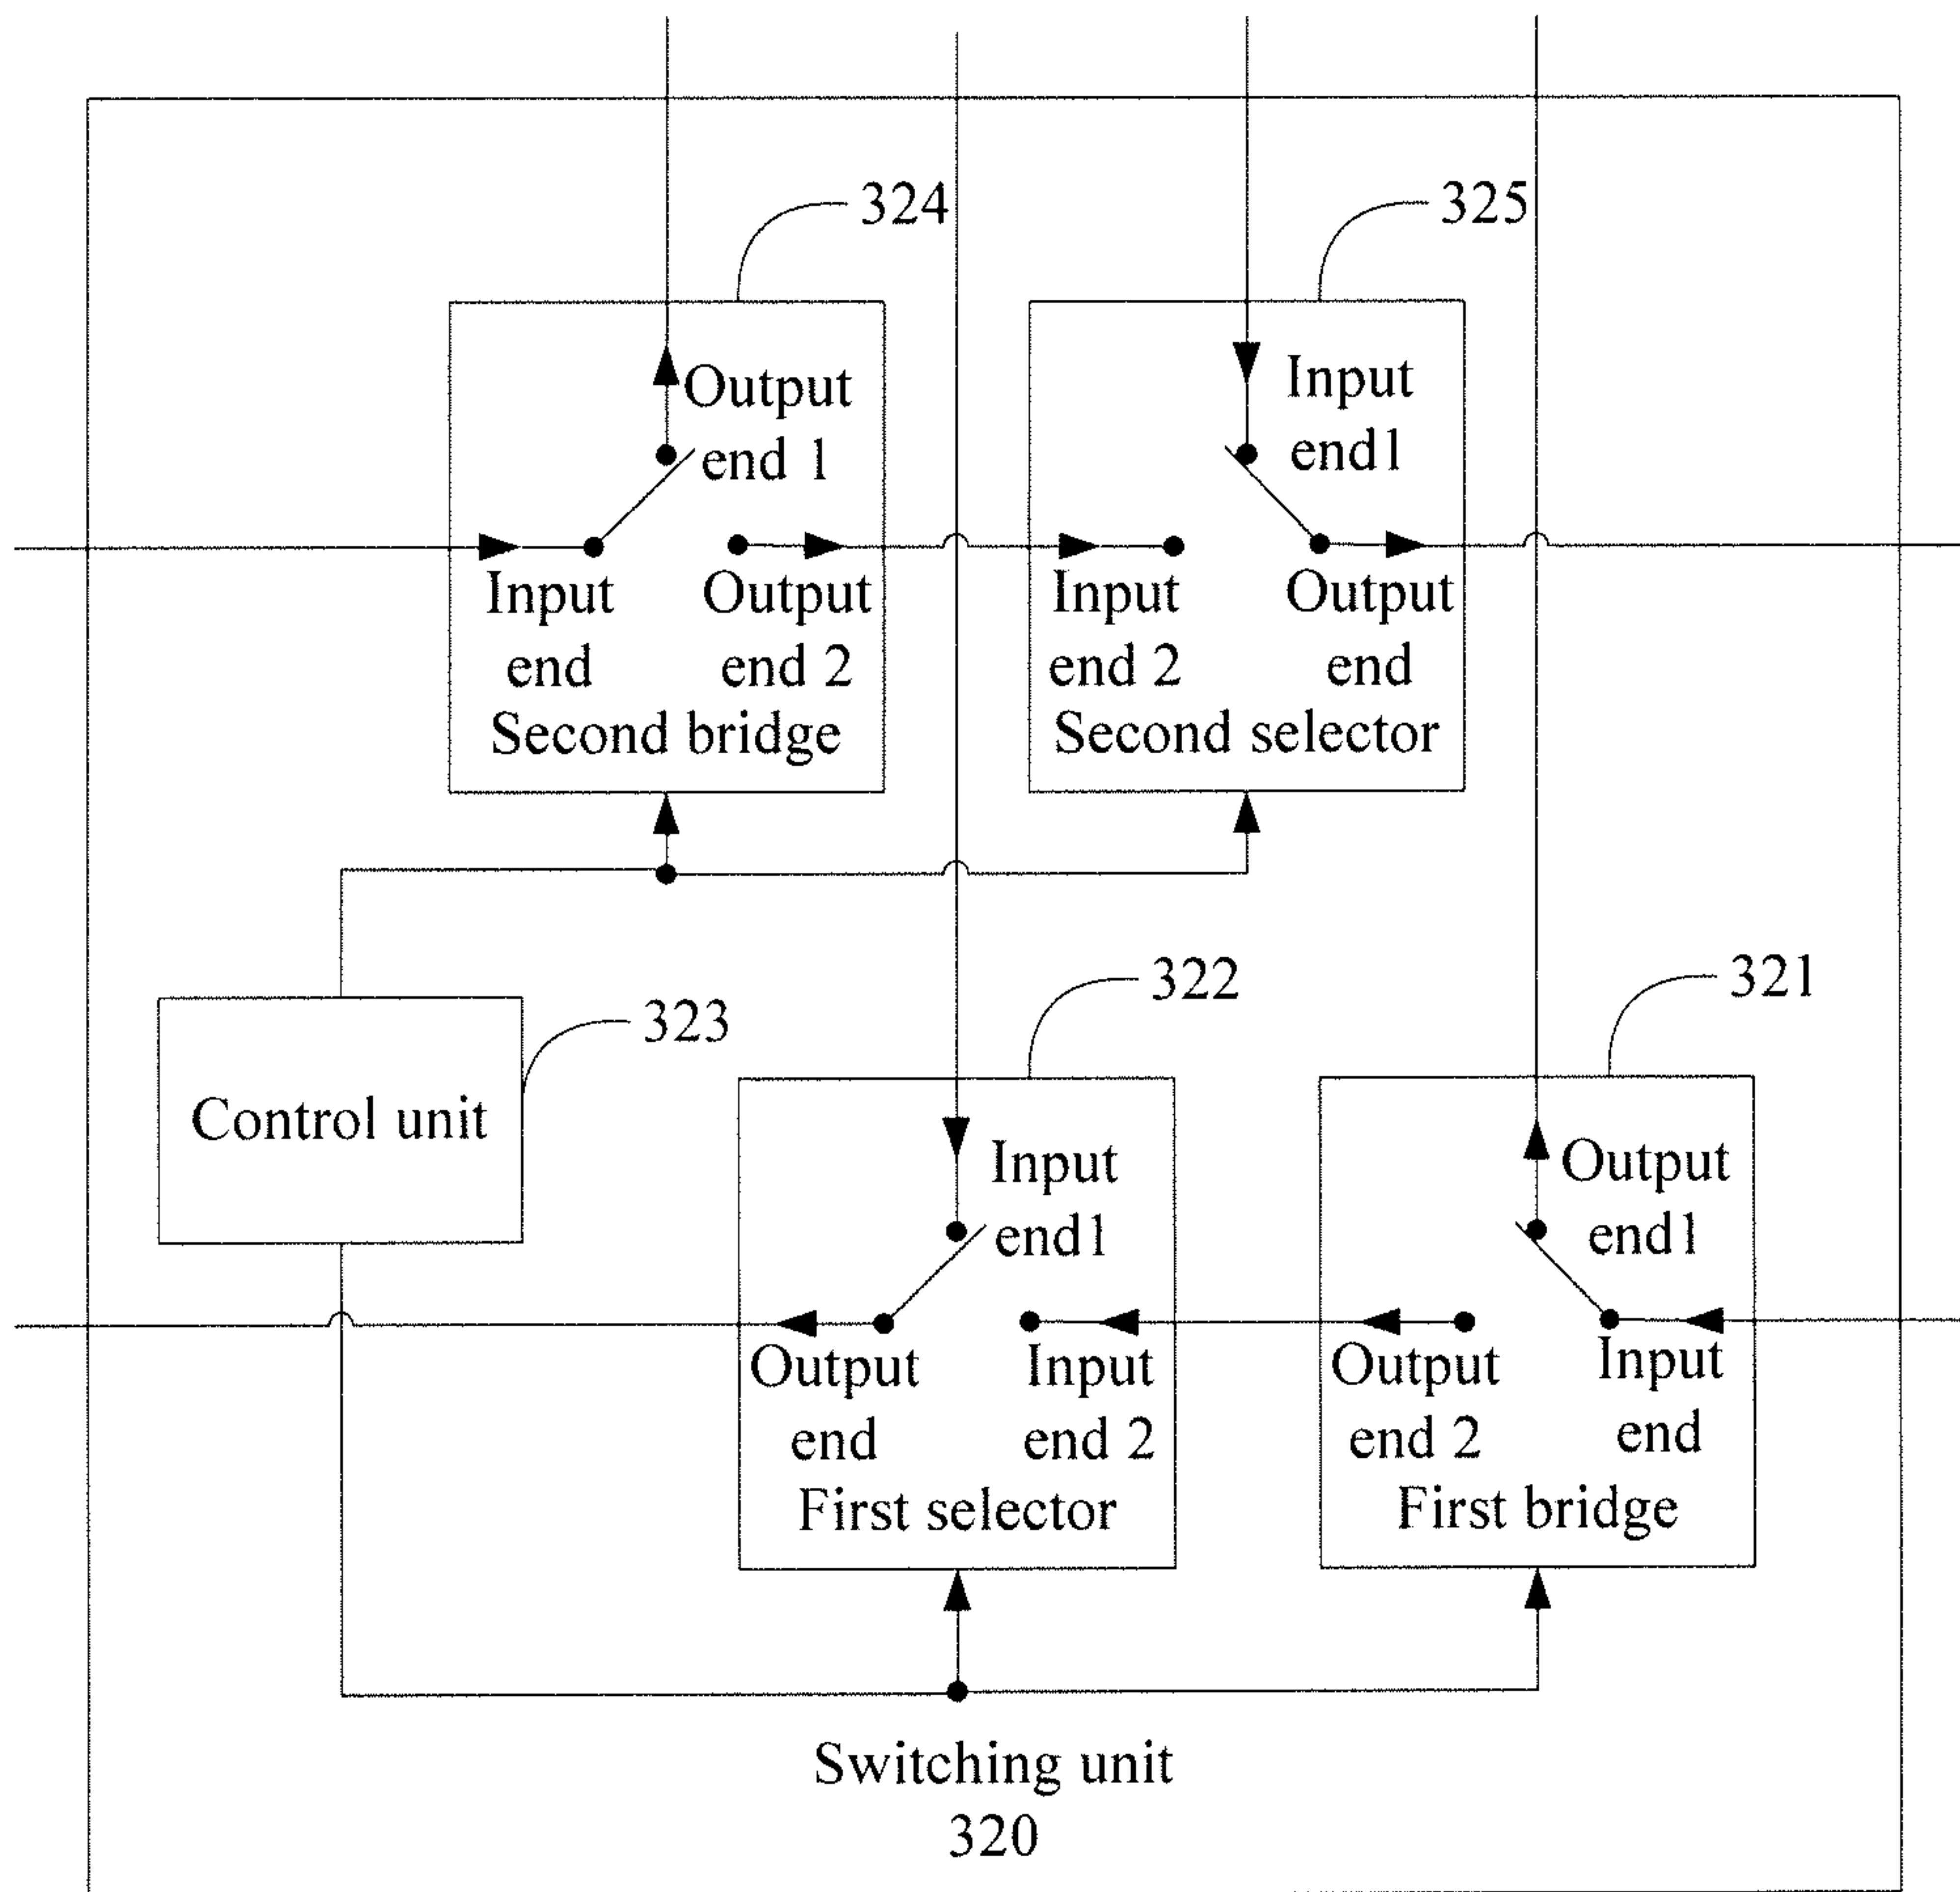 324
325
Output
end 1
Input
end1
Input
end
Output
end 2
Second bridge
Input
end 2
Output
end
Second selector
323
Control unit
322
321
Input
end1
Output
end
Input
end 2
First selector
Output
end1
Output
end 2
Input
end
First bridge
Switching unit
320